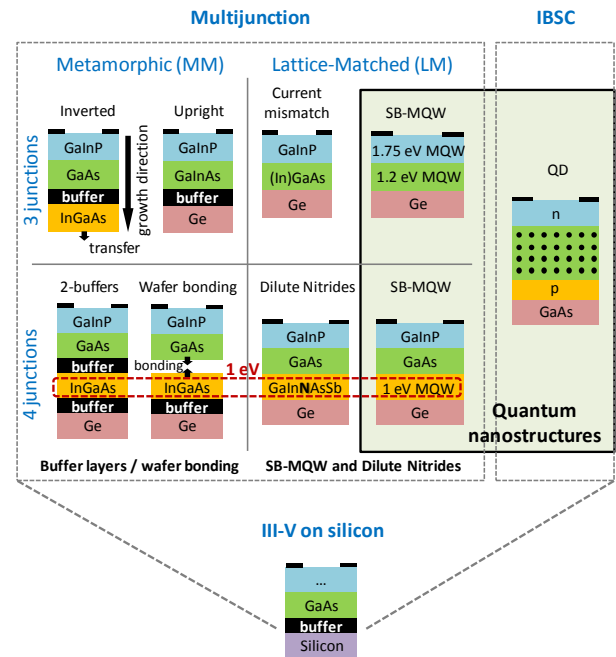 Multijunction
IBSC
Metamorphic (MM)
Lattice-Matched (LM)
3 junctions
Inverted
GaInP
GaAs
buffer
InGaAs
transfer
growth direction
Upright
GaInP
GaInAs
buffer
Ge
Current
mismatch
GaInP
(In)GaAs
Ge
SB-MQW
1.75 eV MQW
1.2 eV MQW
Ge
QD
n
p
GaAs
4 junctions
2-buffers
GaInP
GaAs
buffer
InGaAs
buffer
Ge
Wafer bonding
GaInP
GaAs
bonding
InGaAs
buffer
Ge
1 eV
Dilute Nitrides
GaInP
GaAs
GaInNAsSb
Ge
SB-MQW
GaInP
GaAs
1 eV MQW
Ge
Quantum
nanostructures
Buffer layers / wafer bonding
SB-MQW and Dilute Nitrides
III-V on silicon
...
GaAs
buffer
Silicon